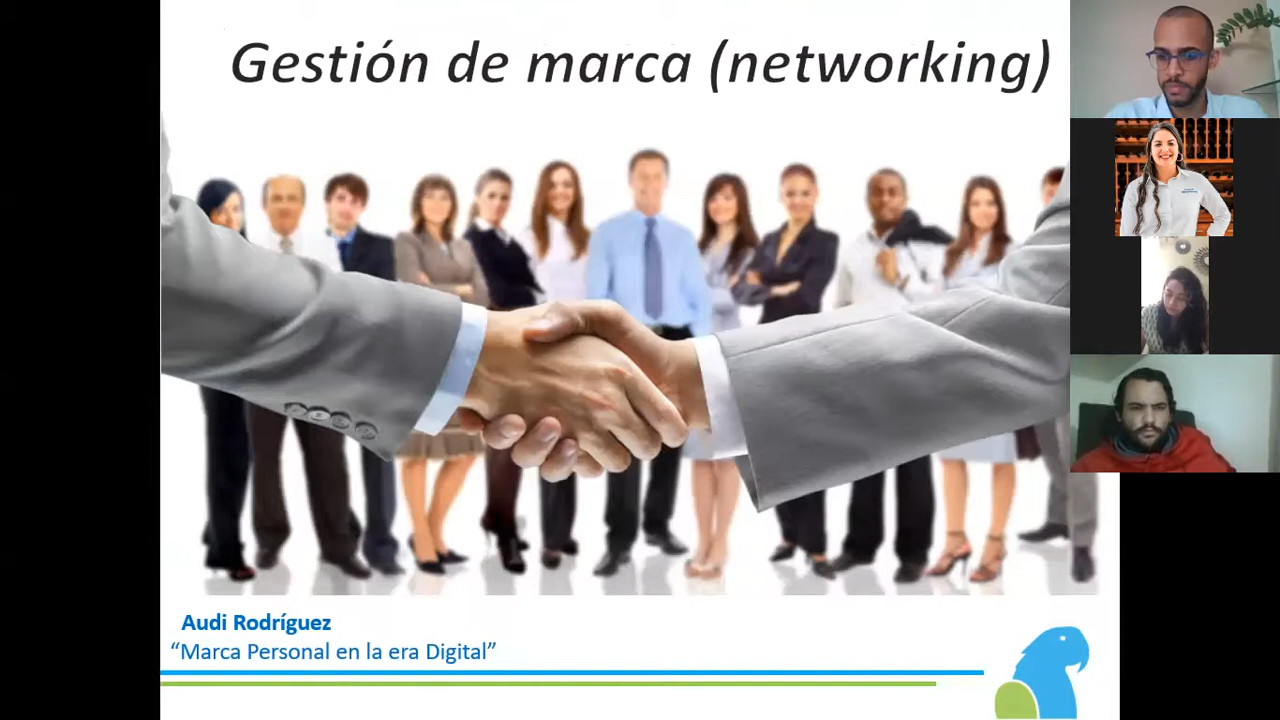 Gestión de marca (networking)
Audi Rodríguez
“Marca Personal en la era Digital”